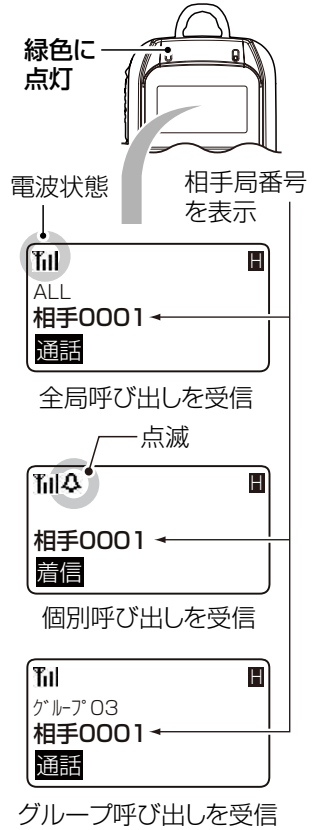 緑色に
点灯
電波状態
相手局番号
を表示
H
ALL
相手0001
通話
全局呼び出しを受信
点滅
H
相手0001
着信
個別呼び出しを受信
H
ｸﾞﾙｰﾌﾟ03
相手0001
通話
グループ呼び出しを受信